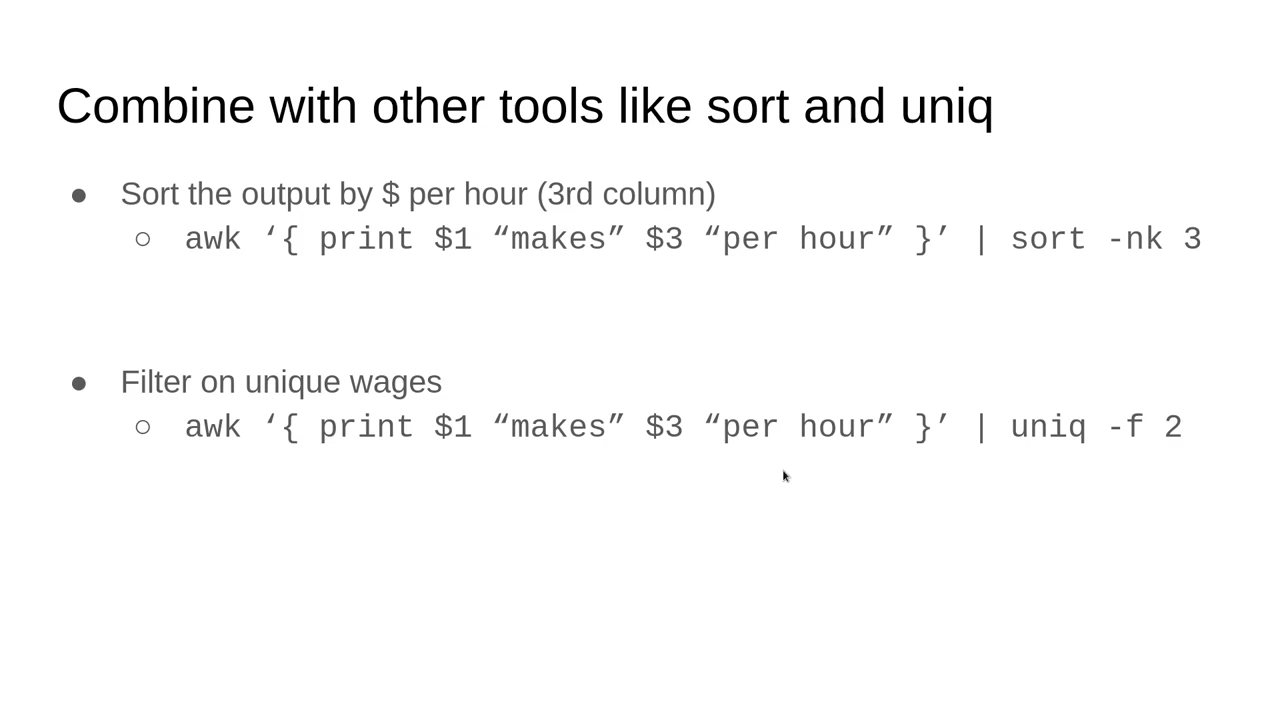 Combine with other tools like sort and uniq
● Sort the output by $ per hour (3rd column)
○ awk ‘{ print $1 “makes” $3 “per hour” }’ | sort -nk 3
● Filter on unique wages
○ awk ‘{ print $1 “makes” $3 “per hour” }’ | uniq -f 2